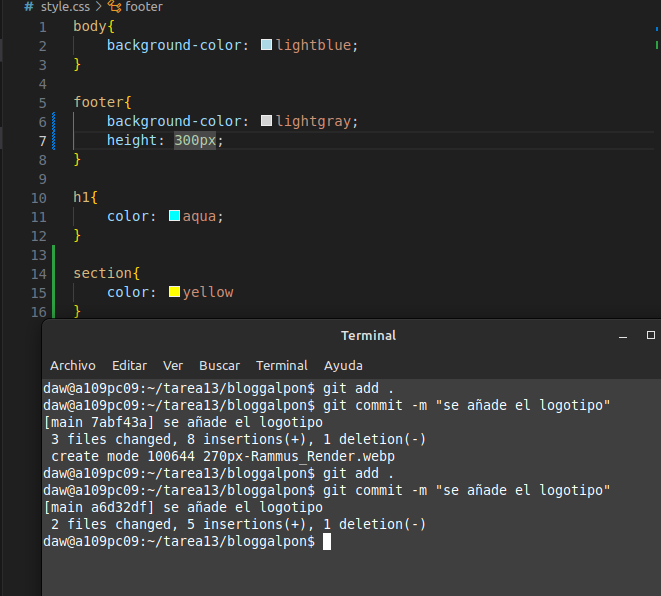 # style.css > footer
1 body{
2 background-color: lightblue;
3 }
4
5 footer{
6 background-color: lightgray;
7 height: 300px;
8 }
9
10 h1{
11 color: aqua;
12 }
13
14 section{
15 color: yellow
16 }
Terminal
Archivo Editar Ver Buscar Terminal Ayuda
daw@a109pc09:~/tarea13/bloggalpon$ git add .
daw@a109pc09:~/tarea13/bloggalpon$ git commit -m "se añade el logotipo"
[main 7abf43a] se añade el logotipo
3 files changed, 8 insertions(+), 1 deletion(-)
create mode 100644 270px-Rammus_Render.webp
daw@a109pc09:~/tarea13/bloggalpon$ git add .
daw@a109pc09:~/tarea13/bloggalpon$ git commit -m "se añade el logotipo"
[main a6d32df] se añade el logotipo
2 files changed, 5 insertions(+), 1 deletion(-)
daw@a109pc09:~/tarea13/bloggalpon$